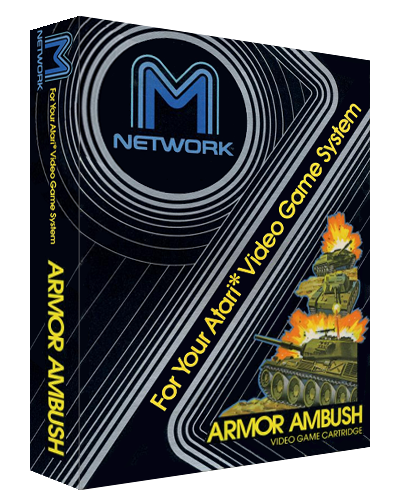 M
NETWORK
For Your Atari* Video Game System
ARMOR AMBUSH
M
NETWORK
For Your Atari* Video Game System
ARMOR AMBUSH
VIDEO GAME CARTRIDGE